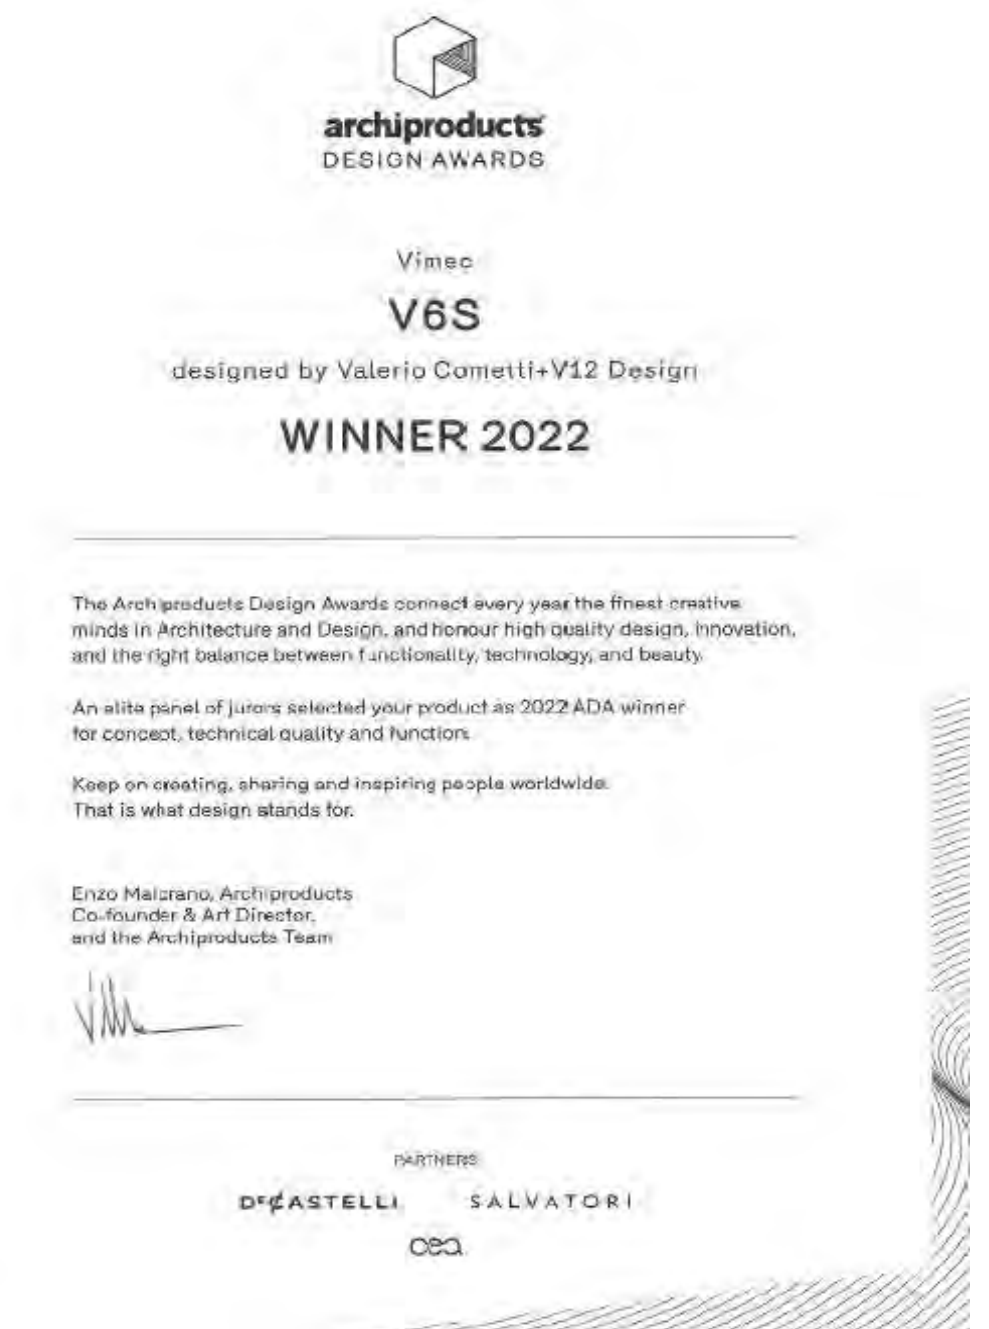 archiproducts
DESIGN AWARDS
Vimec
V6S
designed by Valerio Cometti+V12 Design
WINNER 2022
The Archiproducts Design Awards connect every year the finest creative
minds in Architecture and Design, and honour high quality design, innovation,
and the right balance between functionality, technology, and beauty.
An elite panel of jurors selected your product as 2022 ADA winner
for concept, technical quality and function.
Keep on creating, sharing and inspiring people worldwide.
That is what design stands for.
Enzo Maiorano, Archiproducts
Co-founder & Art Director,
and the Archiproducts Team
PARTNERS
DECASTELLI SALVATORI
cea